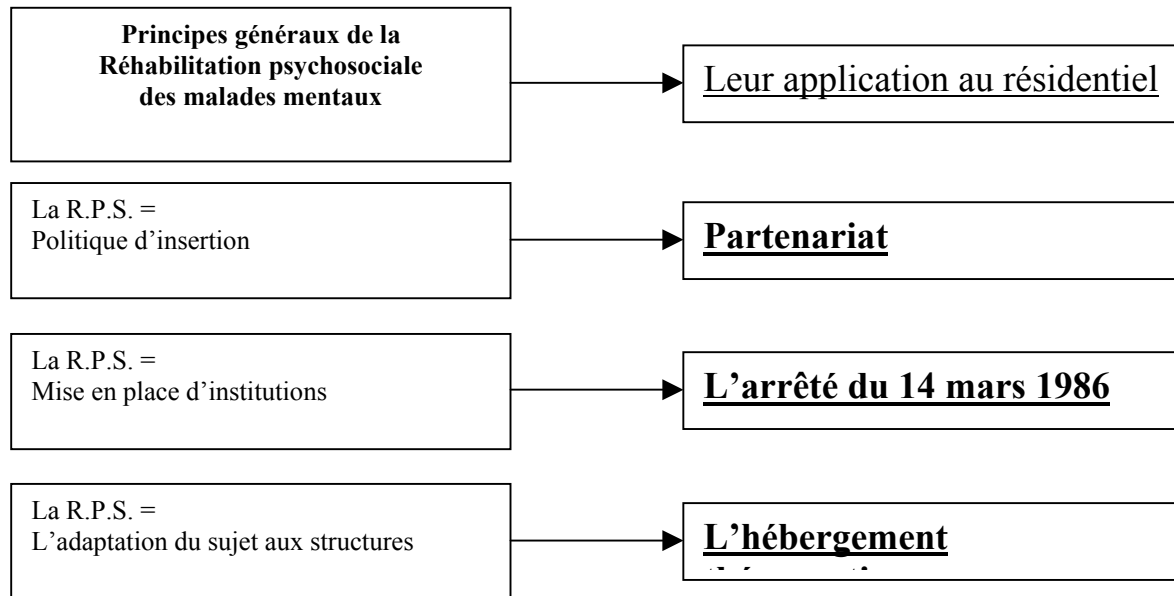 Principes généraux de la
Réhabilitation psychosociale
des malades mentaux
Leur application au résidentiel
La R.P.S. =
Politique d’insertion
Partenariat
La R.P.S. =
Mise en place d’institutions
L’arrêté du 14 mars 1986
La R.P.S. =
L’adaptation du sujet aux structures
L’hébergement